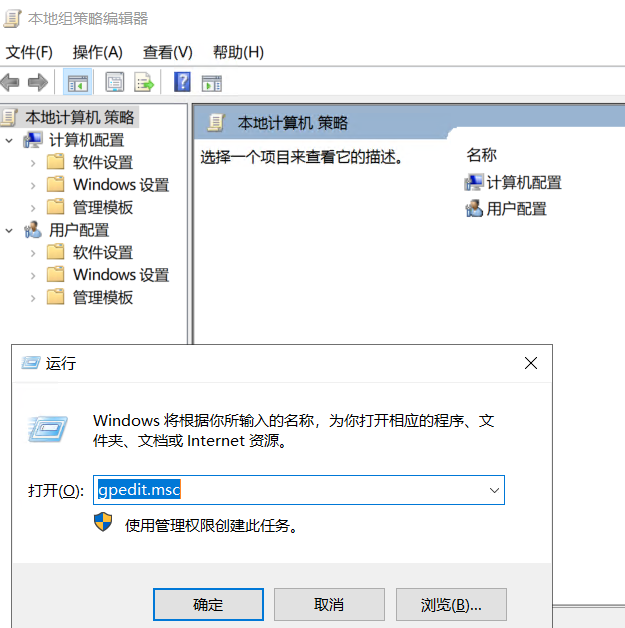 本地组策略编辑器
文件(F) 操作(A) 查看(V) 帮助(H)
本地计算机 策略
计算机配置
软件设置
Windows 设置
管理模板
用户配置
软件设置
Windows 设置
管理模板
本地计算机 策略
选择一个项目来查看它的描述。
名称
计算机配置
用户配置
运行
Windows 将根据你所输入的名称，为你打开相应的程序、文
件夹、文档或 Internet 资源。
打开(O):
gpedit.msc
使用管理权限创建此任务。
确定 取消 浏览(B)...